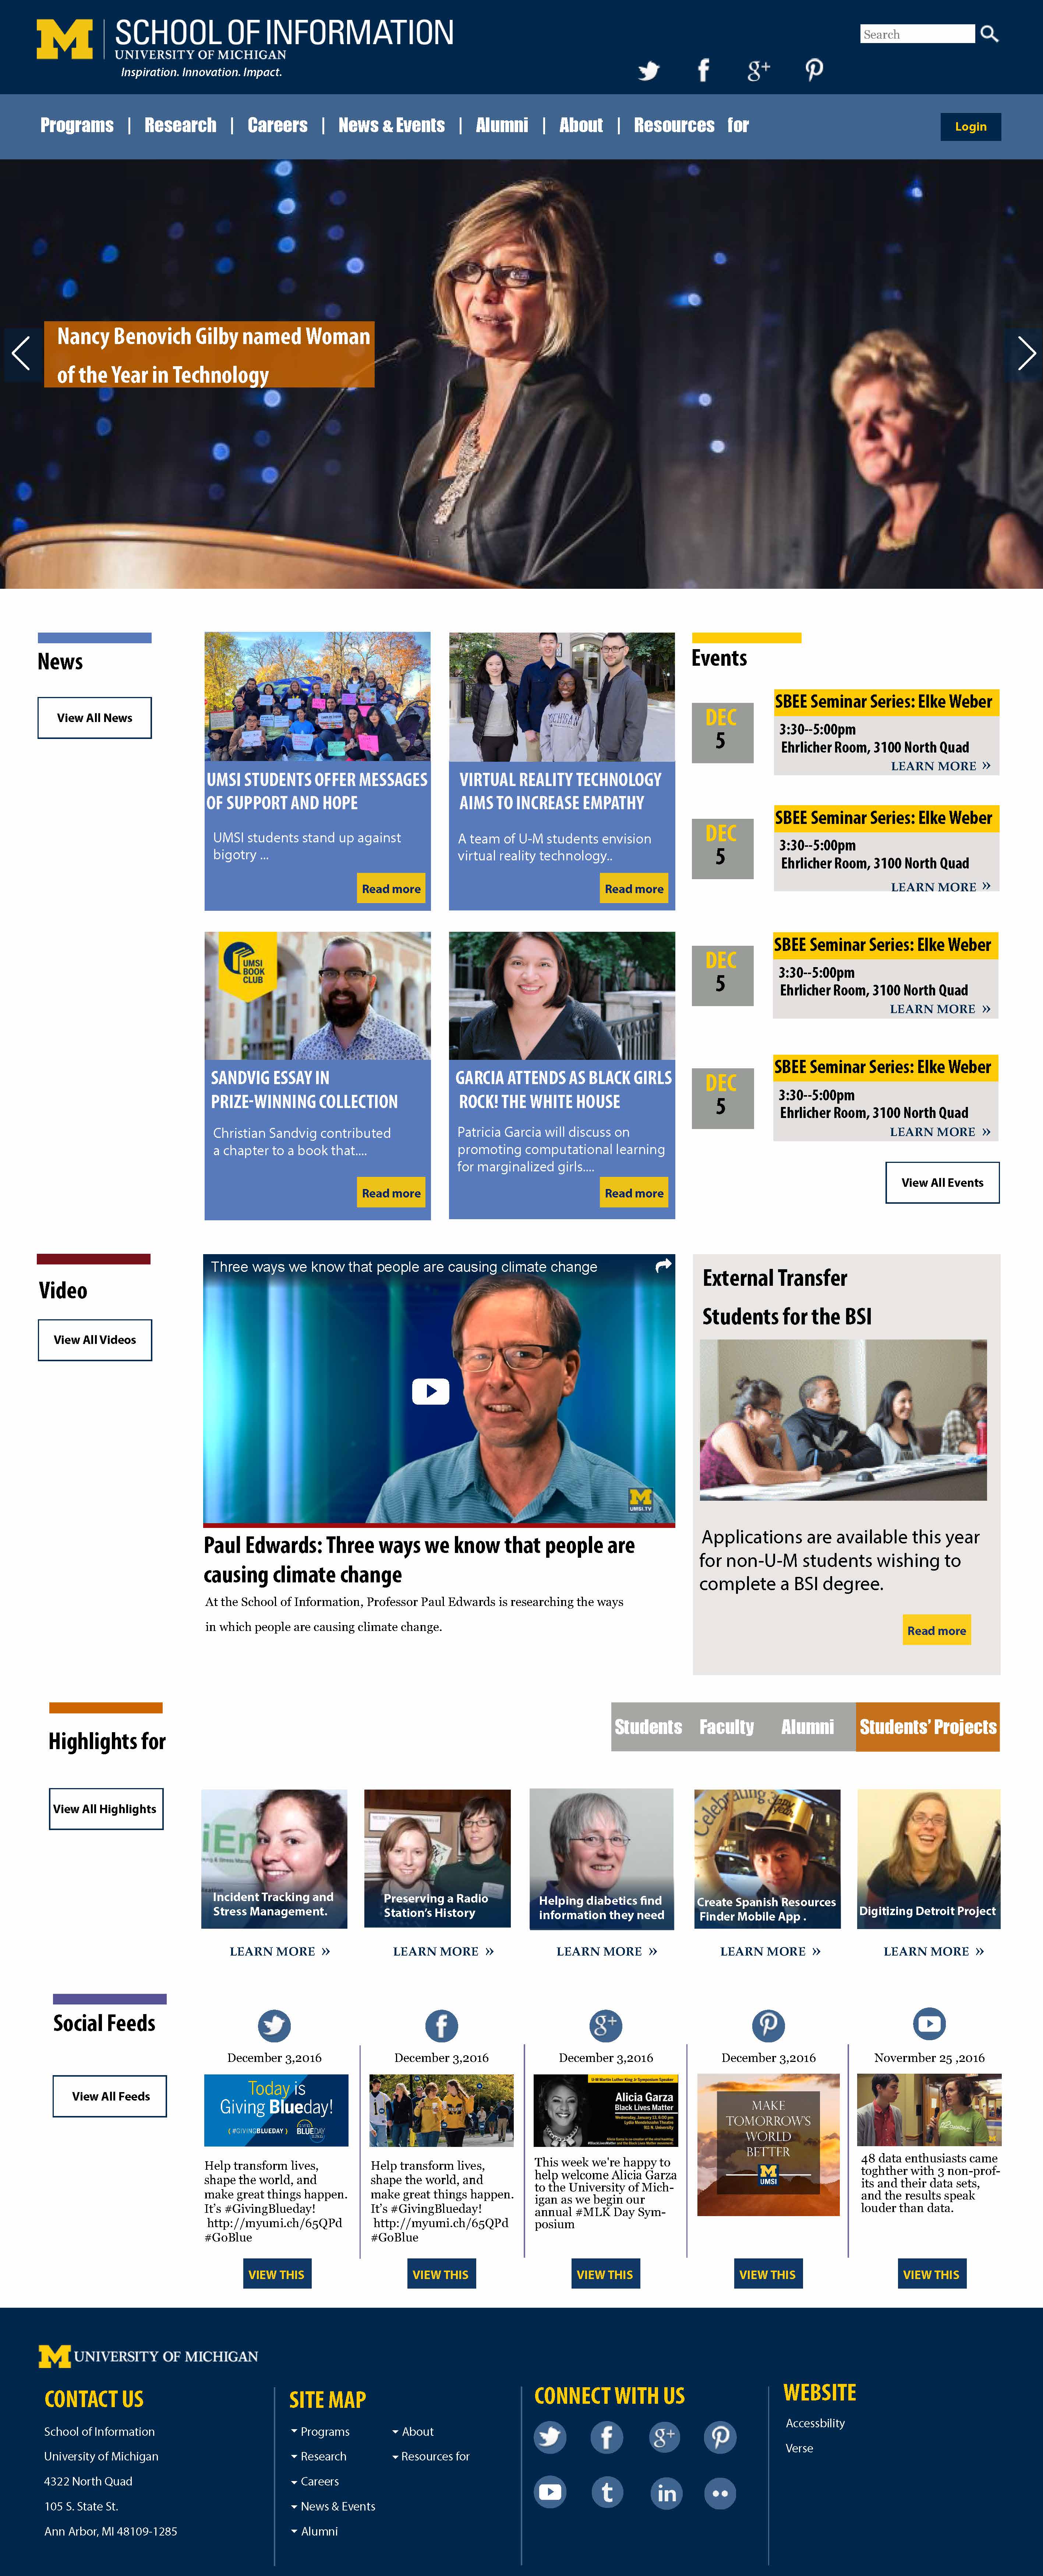 M SCHOOL OF INFORMATION
UNIVERSITY OF MICHIGAN
Inspiration. Innovation. Impact.
Search
Programs | Research | Careers | News & Events | Alumni | About | Resources for
Login
Nancy Benovich Gilby named Woman
of the Year in Technology
News
View All News
UMSI STUDENTS OFFER MESSAGES
OF SUPPORT AND HOPE
UMSI students stand up against
bigotry ...
Read more
MICHIGAN
VIRTUAL REALITY TECHNOLOGY
AIMS TO INCREASE EMPATHY
A team of U-M students envision
virtual reality technology..
Read more
UMSI
BOOK
CLUB
SANDVIG ESSAY IN
PRIZE-WINNING COLLECTION
Christian Sandvig contributed
a chapter to a book that....
Read more
GARCIA ATTENDS AS BLACK GIRLS
ROCK! THE WHITE HOUSE
Patricia Garcia will discuss on
promoting computational learning
for marginalized girls....
Read more
Events
DEC
5
SBEE Seminar Series: Elke Weber
3:30--5:00pm
Ehrlicher Room, 3100 North Quad
LEARN MORE »
DEC
5
SBEE Seminar Series: Elke Weber
3:30--5:00pm
Ehrlicher Room, 3100 North Quad
LEARN MORE »
DEC
5
SBEE Seminar Series: Elke Weber
3:30--5:00pm
Ehrlicher Room, 3100 North Quad
LEARN MORE »
DEC
5
SBEE Seminar Series: Elke Weber
3:30--5:00pm
Ehrlicher Room, 3100 North Quad
LEARN MORE »
View All Events
Video
View All Videos
Three ways we know that people are causing climate change
M
UMSI.TV
Paul Edwards: Three ways we know that people are
causing climate change
At the School of Information, Professor Paul Edwards is researching the ways
in which people are causing climate change.
External Transfer
Students for the BSI
Applications are available this year
for non-U-M students wishing to
complete a BSI degree.
Read more
Highlights for
View All Highlights
Students Faculty Alumni Students' Projects
iEm
Incident Tracking and
Stress Management.
LEARN MORE »
Preserving a Radio
Station's History
LEARN MORE »
Helping diabetics find
information they need
LEARN MORE »
Celebrating
Create Spanish Resources
Finder Mobile App .
LEARN MORE »
Digitizing Detroit Project
LEARN MORE »
Social Feeds
View All Feeds
December 3,2016
Today is
Giving Blueday!
{ #GIVINGBLUEDAY }
GIVING
BLUEDAY
Help transform lives,
shape the world, and
make great things happen.
It's #GivingBlueday!
http://myumi.ch/65QPd
#GoBlue
VIEW THIS
December 3,2016
Help transform lives,
shape the world, and
make great things happen.
It's #GivingBlueday!
http://myumi.ch/65QPd
#GoBlue
VIEW THIS
December 3,2016
Alicia Garza
Black Lives Matter
This week we're happy to
help welcome Alicia Garza
to the University of Mich-
igan as we begin our
annual #MLK Day Sym-
posium
VIEW THIS
December 3,2016
MAKE
TOMORROW'S
WORLD
BETTER
M
UMSI
VIEW THIS
Novermber 25 ,2016
48 data enthusiasts came
toghther with 3 non-prof-
its and their data sets,
and the results speak
louder than data.
VIEW THIS
M UNIVERSITY OF MICHIGAN
CONTACT US
School of Information
University of Michigan
4322 North Quad
105 S. State St.
Ann Arbor, MI 48109-1285
SITE MAP
Programs
Research
Careers
News & Events
Alumni
About
Resources for
CONNECT WITH US
WEBSITE
Accessbility
Verse